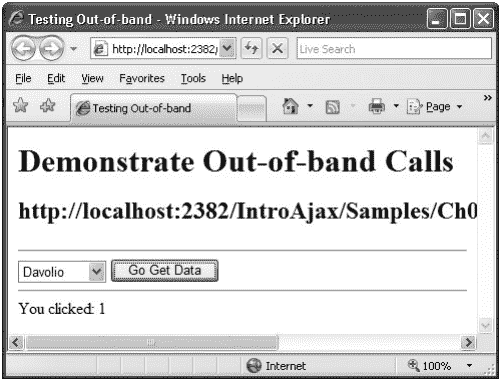 Testing Out-of-band - Windows Internet Explorer
http://localhost:2382/
Live Search
File Edit View Favorites Tools Help
Testing Out-of-band
Page
Demonstrate Out-of-band Calls
http://localhost:2382/IntroAjax/Samples/Ch0
Davolio Go Get Data
You clicked: 1
Internet 100%